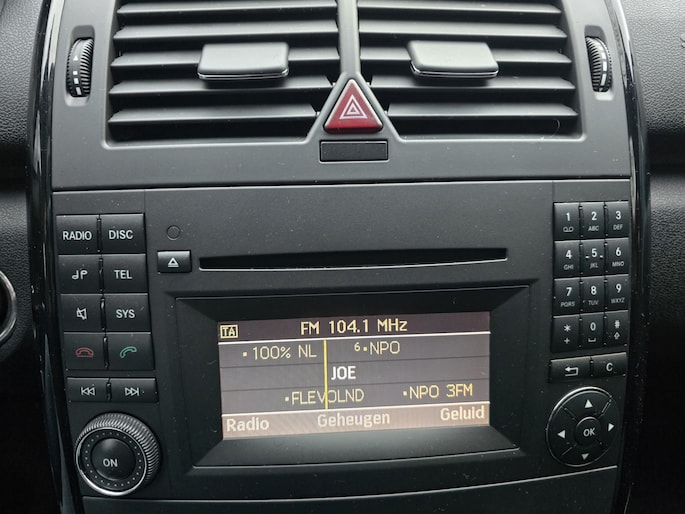 RADIO DISC
TEL
SYS
ON
TA FM 104.1 MHz
•100% NL 6•NPO
JOE
•FLEVOLND •NPO 3FM
Radio Geheugen Geluid
1 2 3
ABC DEF
4 5 6
GHI JKL MNO
7 8 9
PQRS TUV WXYZ
* 0 #
+
C
OK